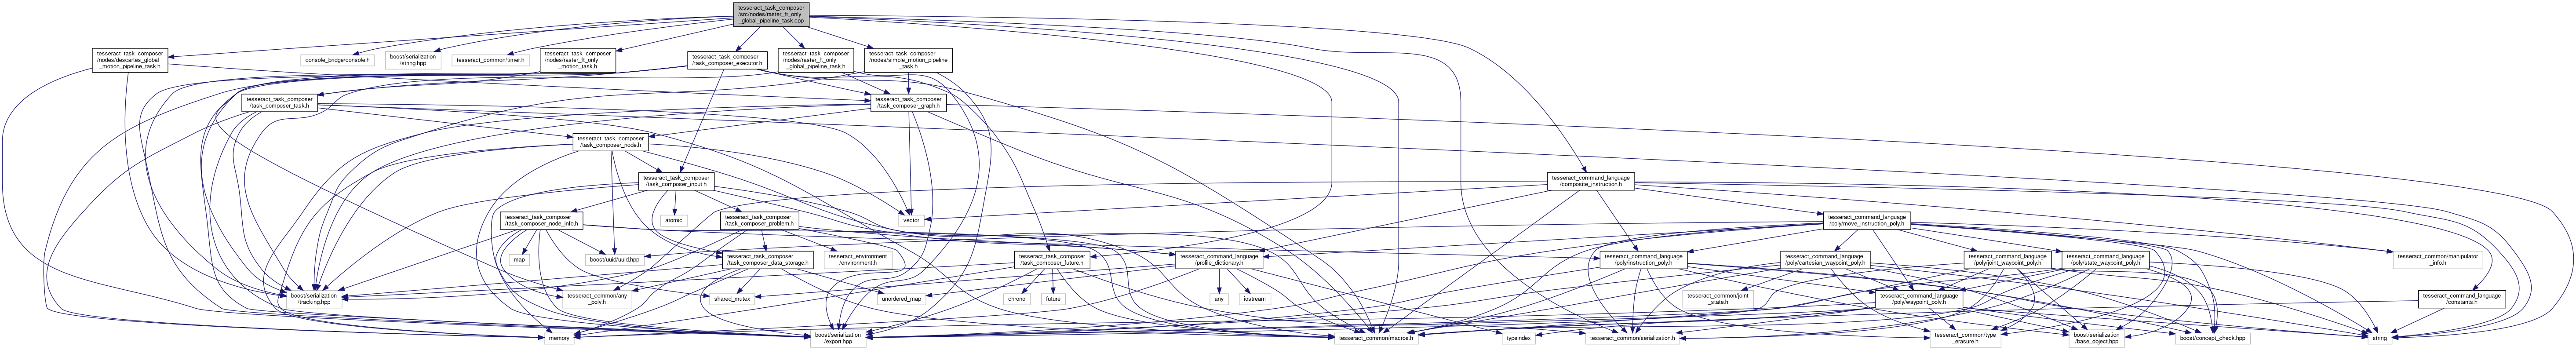 tesseract_task_composer
/src/nodes/raster_ft_only
_global_pipeline_task.cpp
tesseract_task_composer
/nodes/descartes_global
_motion_pipeline_task.h
console_bridge/console.h
boost/serialization
/string.hpp
tesseract_common/timer.h
tesseract_task_composer
/nodes/raster_ft_only
_motion_task.h
tesseract_task_composer
/task_composer_executor.h
tesseract_task_composer
/nodes/raster_ft_only
_global_pipeline_task.h
tesseract_task_composer
/nodes/simple_motion_pipeline
_task.h
tesseract_task_composer
/task_composer_task.h
tesseract_task_composer
/task_composer_graph.h
tesseract_task_composer
/task_composer_node.h
tesseract_task_composer
/task_composer_input.h
tesseract_command_language
/composite_instruction.h
tesseract_task_composer
/task_composer_node_info.h
tesseract_task_composer
/task_composer_problem.h
atomic
vector
tesseract_command_language
/poly/move_instruction_poly.h
map
boost/uuid/uuid.hpp
tesseract_task_composer
/task_composer_data_storage.h
tesseract_environment
/environment.h
tesseract_task_composer
/task_composer_future.h
tesseract_command_language
/profile_dictionary.h
tesseract_command_language
/poly/instruction_poly.h
tesseract_command_language
/poly/cartesian_waypoint_poly.h
tesseract_command_language
/poly/joint_waypoint_poly.h
tesseract_command_language
/poly/state_waypoint_poly.h
tesseract_common/manipulator
_info.h
boost/serialization
/tracking.hpp
tesseract_common/any
_poly.h
shared_mutex
unordered_map
chrono
future
any
iostream
tesseract_common/joint
_state.h
tesseract_command_language
/poly/waypoint_poly.h
tesseract_command_language
/constants.h
memory
boost/serialization
/export.hpp
tesseract_common/macros.h
typeindex
tesseract_common/serialization.h
tesseract_common/type
_erasure.h
boost/serialization
/base_object.hpp
boost/concept_check.hpp
string